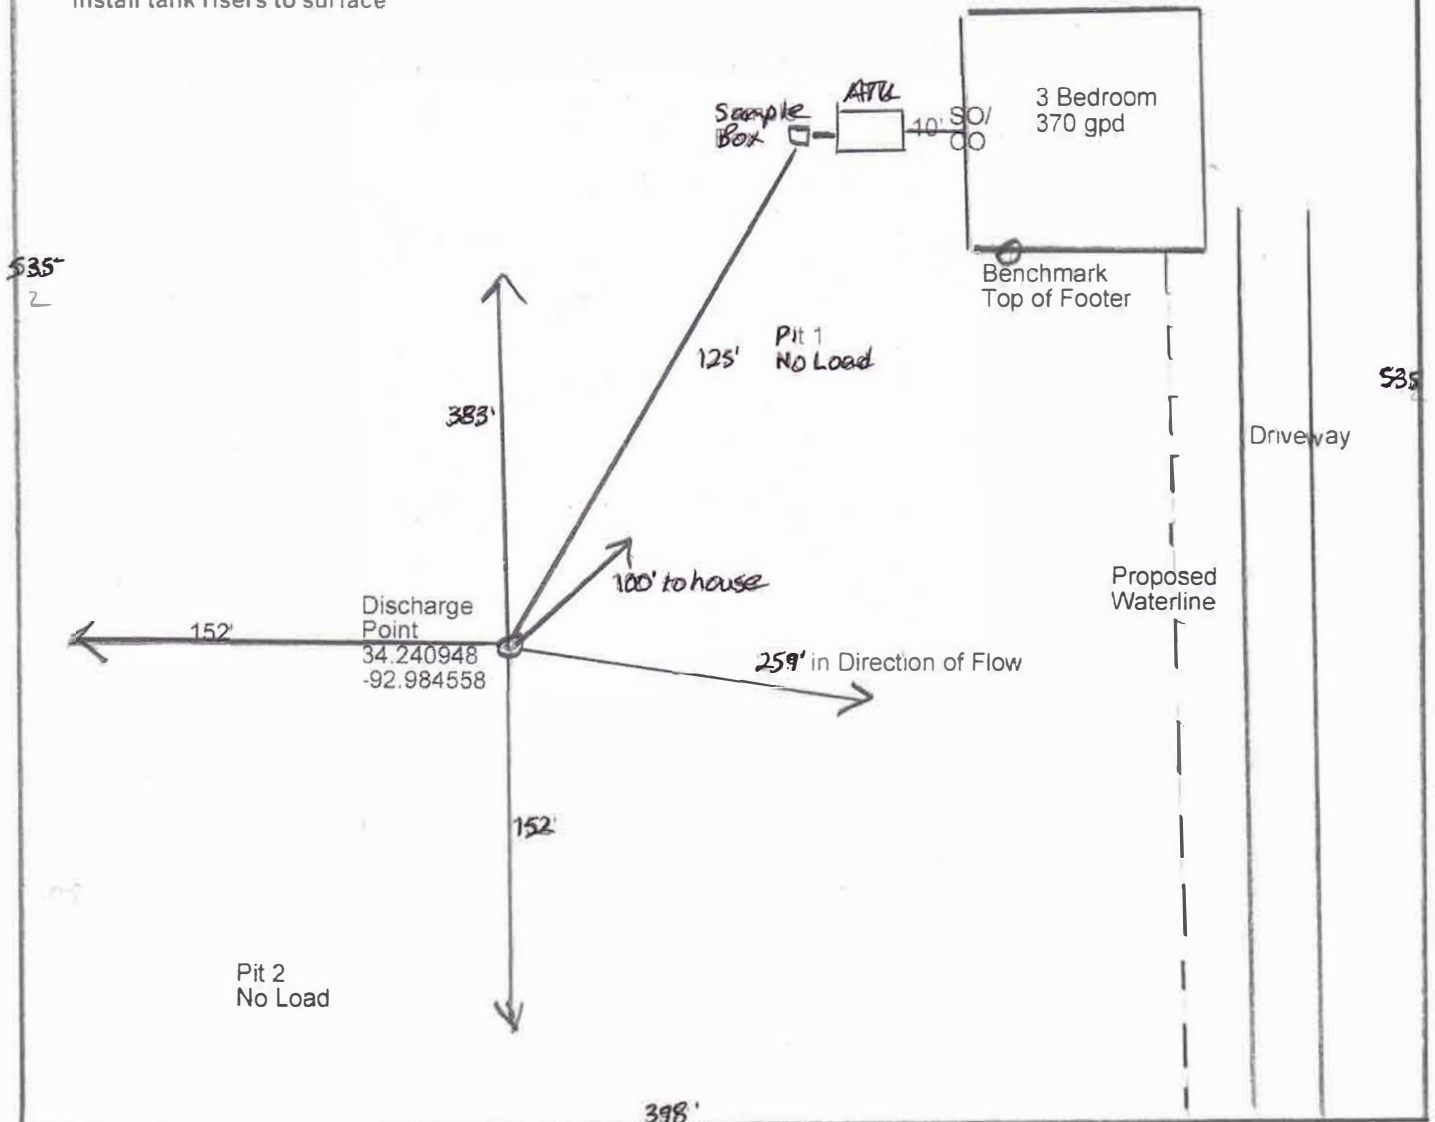 Install tank risers to surface
3 Bedroom
370 gpd
ATU
Sample
Box
10'
SO/
CO
535
2
Benchmark
Top of Footer
Pit 1
No Load
125'
535
383'
Driveway
100' to house
Proposed
Waterline
Discharge
Point
34.240948
-92.984558
152'
259' in Direction of Flow
152'
Pit 2
No Load
398'